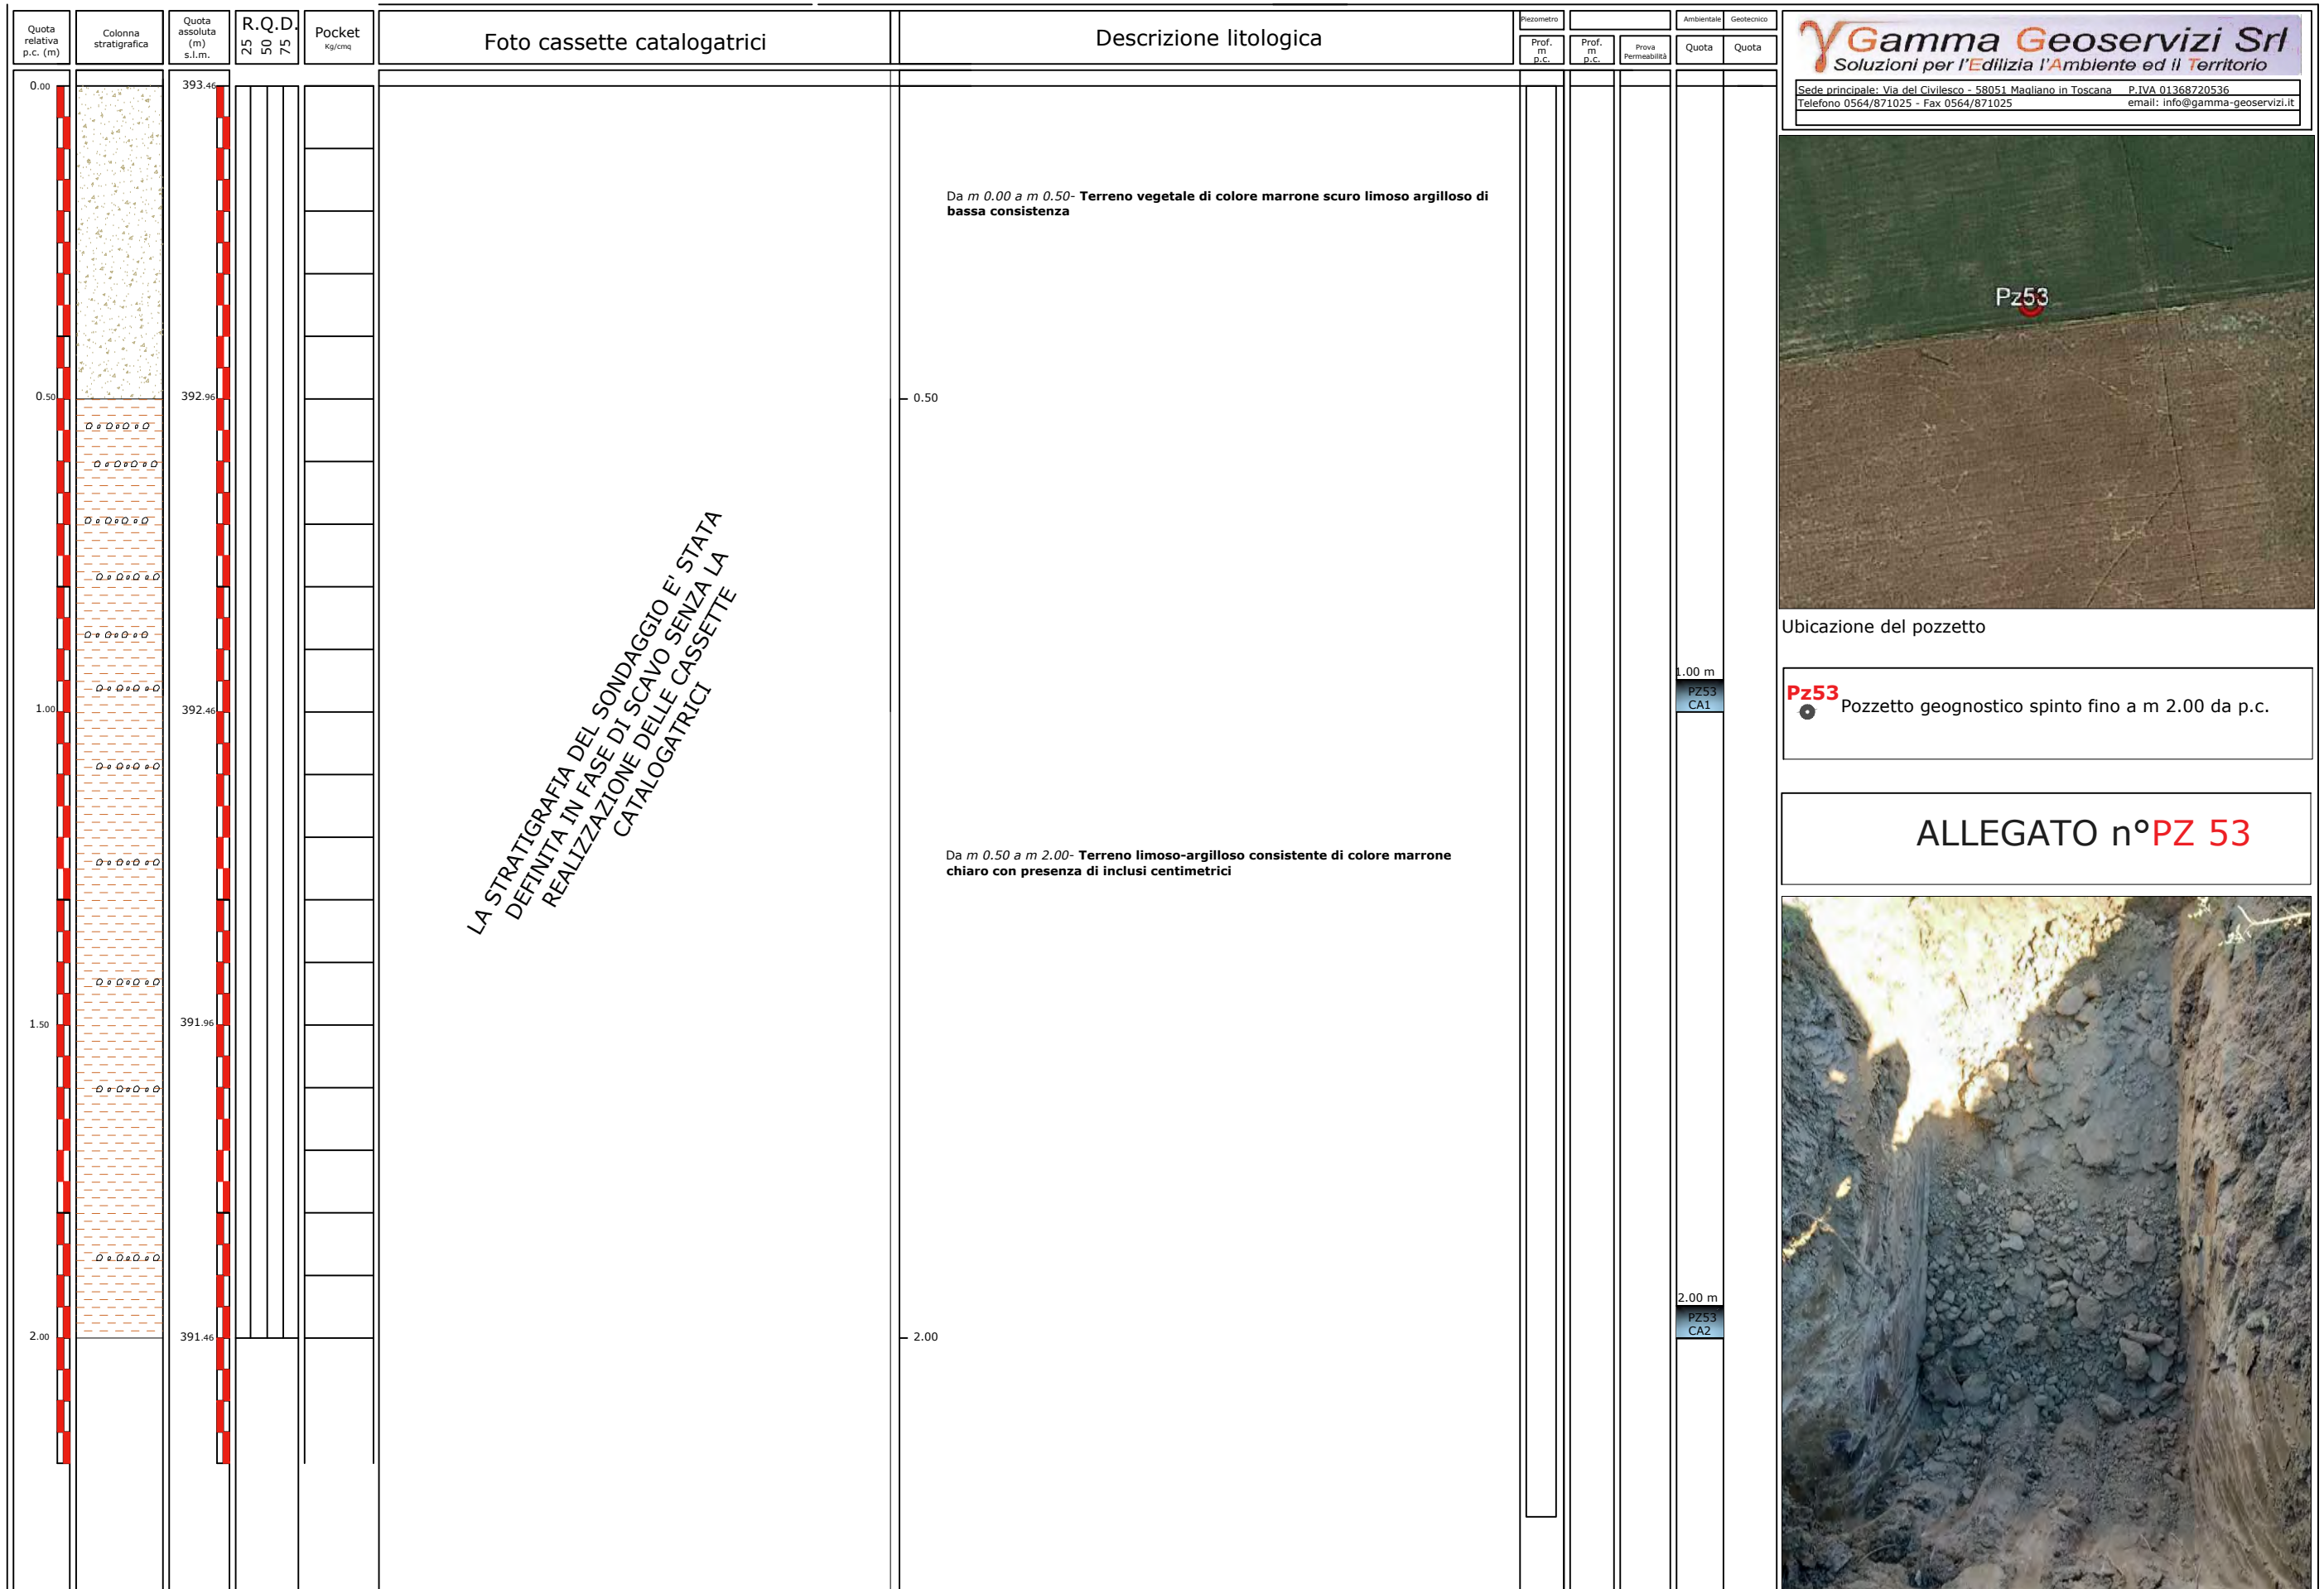 Quota
relativa
p.c. (m)
Colonna
stratigrafica
Quota
assoluta
(m)
s.l.m.
R.Q.D.
25
50
75
Pocket
Kg/cmq
Foto cassette catalogatrici
Descrizione litologica
Piezometro
Prof.
m
p.c.
Prof.
m
p.c.
Prova
Permeabilità
Ambientale
Geotecnico
Quota
Quota
Gamma Geoservizi Srl
Soluzioni per l'Edilizia l'Ambiente ed il Territorio
Sede principale: Via del Civilesco - 58051 Magliano in Toscana P.IVA 01368720536
Telefono 0564/871025 - Fax 0564/871025 email: info@gamma-geoservizi.it
0.00
393.46
Da m 0.00 a m 0.50- Terreno vegetale di colore marrone scuro limoso argilloso di
bassa consistenza
Pz53
0.50
392.96
0.50
LA STRATIGRAFIA DEL SONDAGGIO E' STATA
DEFINITA IN FASE DI SCAVO SENZA LA
REALIZZAZIONE DELLE CASSETTE
CATALOGATRICI
Ubicazione del pozzetto
1.00
392.46
1.00 m
PZ53
CA1
Pz53
Pozzetto geognostico spinto fino a m 2.00 da p.c.
ALLEGATO n°PZ 53
Da m 0.50 a m 2.00- Terreno limoso-argilloso consistente di colore marrone
chiaro con presenza di inclusi centimetrici
1.50
391.96
2.00
391.46
2.00
2.00 m
PZ53
CA2